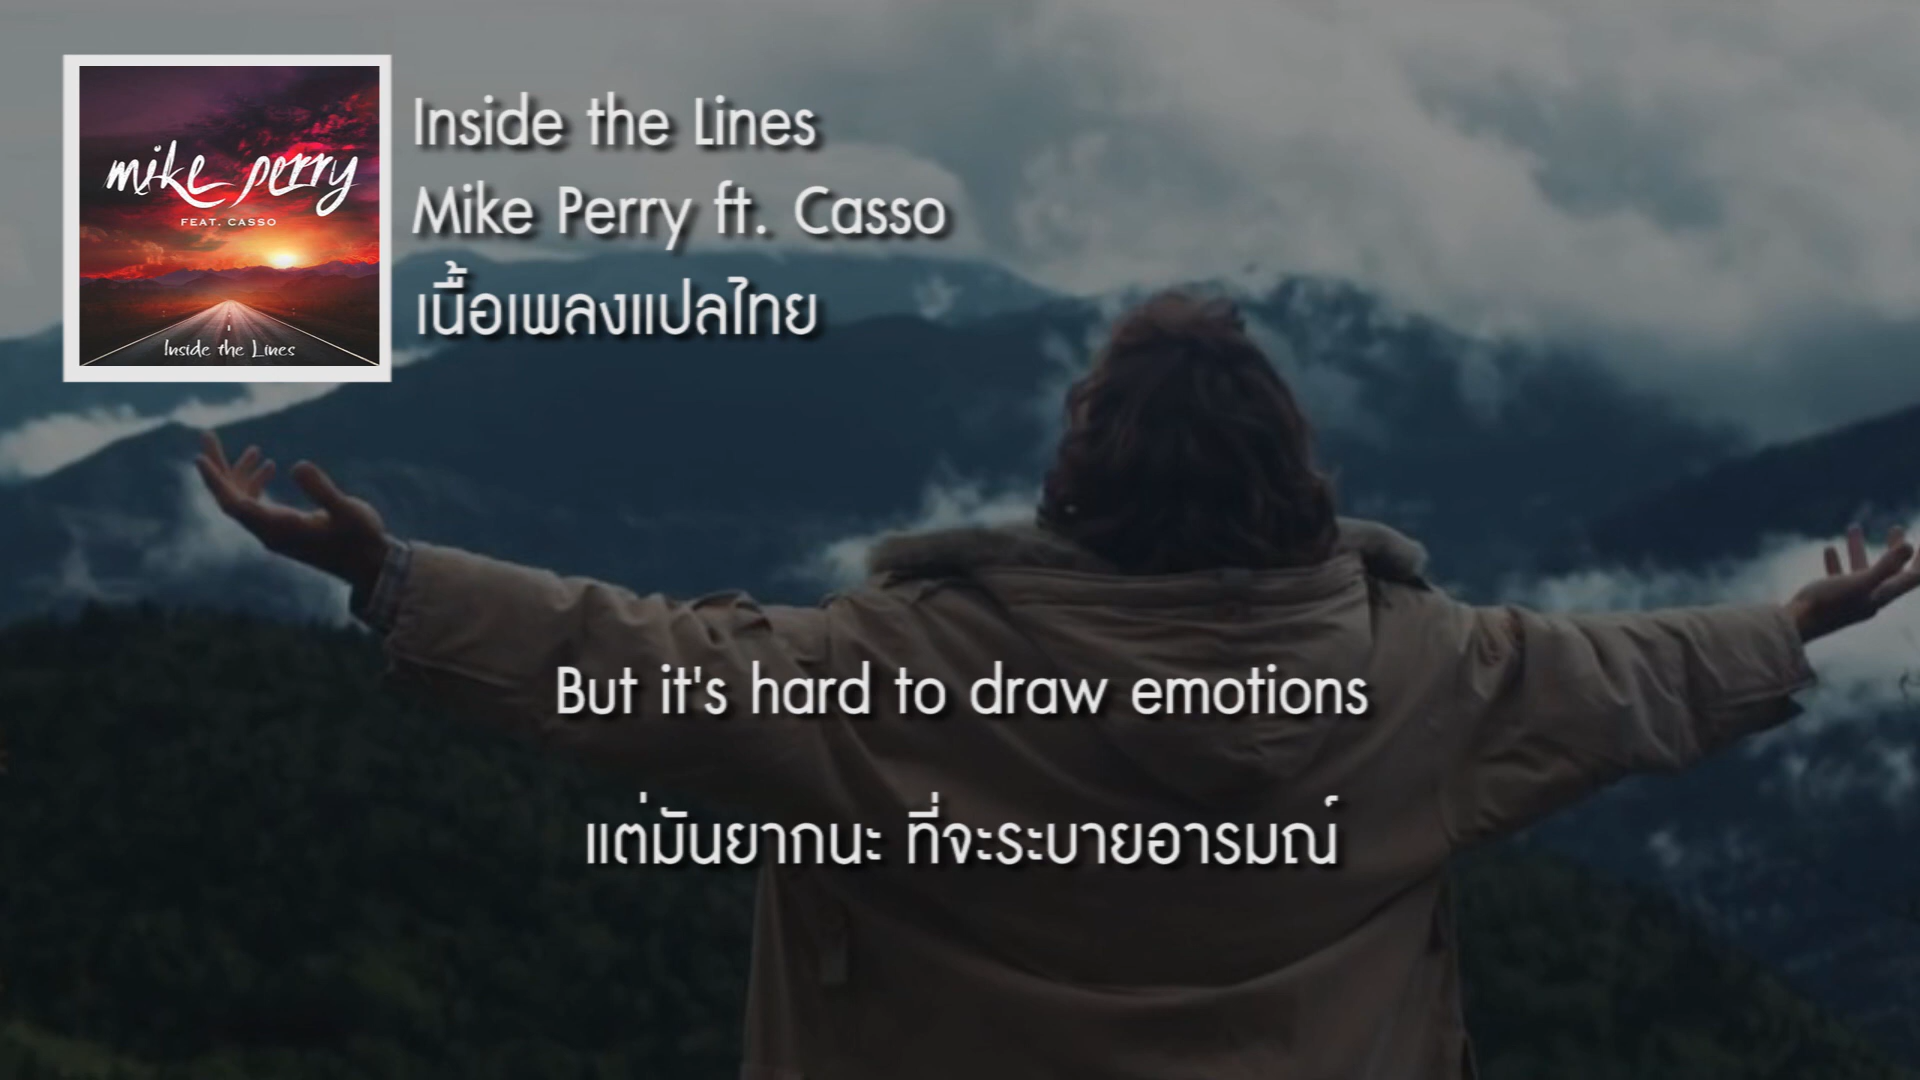 mike perry
FEAT. CASSO
Inside the Lines
Inside the Lines
Mike Perry ft. Casso
เนื้อเพลงแปลไทย
But it's hard to draw emotions
แต่มันยากนะ ที่จะระบายอารมณ์